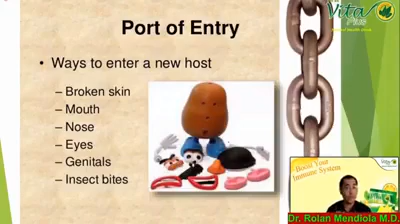 Vita
Plus
Port of Entry
• Ways to enter a new host
– Broken skin
– Mouth
– Nose
– Eyes
– Genitals
– Insect bites
Boost Your
Immune System
Dr. Rolan Mendiola M.D.